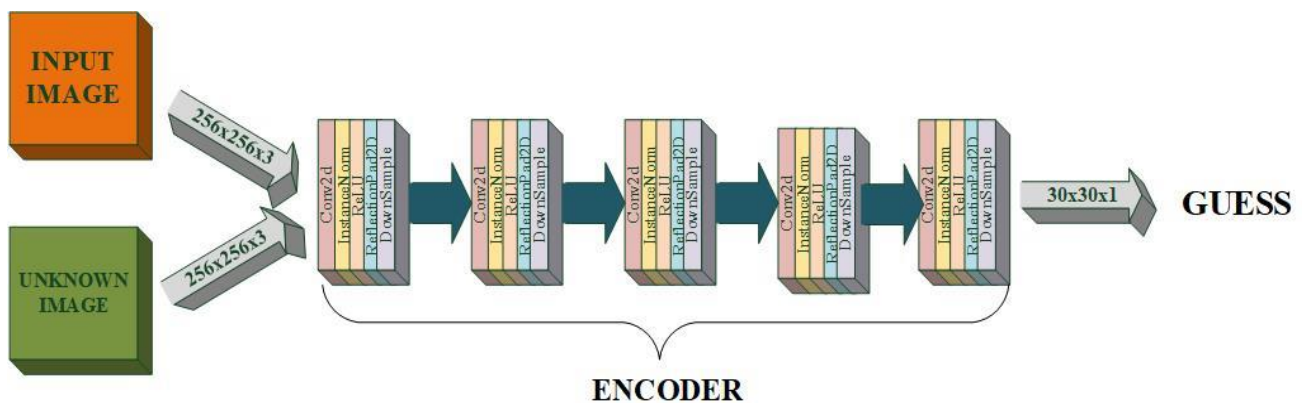 INPUT
IMAGE
256x256x3
UNKNOWN
IMAGE
256x256x3
Conv2d
InstanceNorm
ReLU
ReflectionPad2D
DownSample
Conv2d
InstanceNorm
ReLU
ReflectionPad2D
DownSample
Conv2d
InstanceNorm
ReLU
ReflectionPad2D
DownSample
Conv2d
InstanceNorm
ReLU
ReflectionPad2D
DownSample
Conv2d
InstanceNorm
ReLU
ReflectionPad2D
DownSample
30x30x1
GUESS
ENCODER